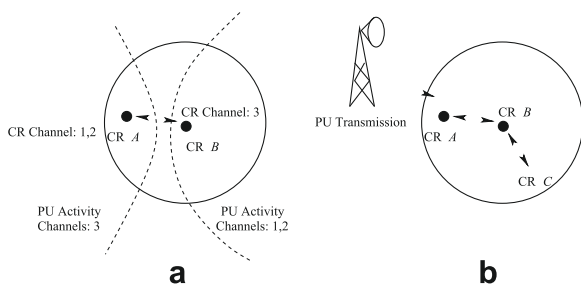 CR Channel: 3
CR Channel: 1,2
CR A
CR B
PU Activity
Channels: 3
PU Activity
Channels: 1,2
a
PU Transmission
CR B
CR A
CR C
b